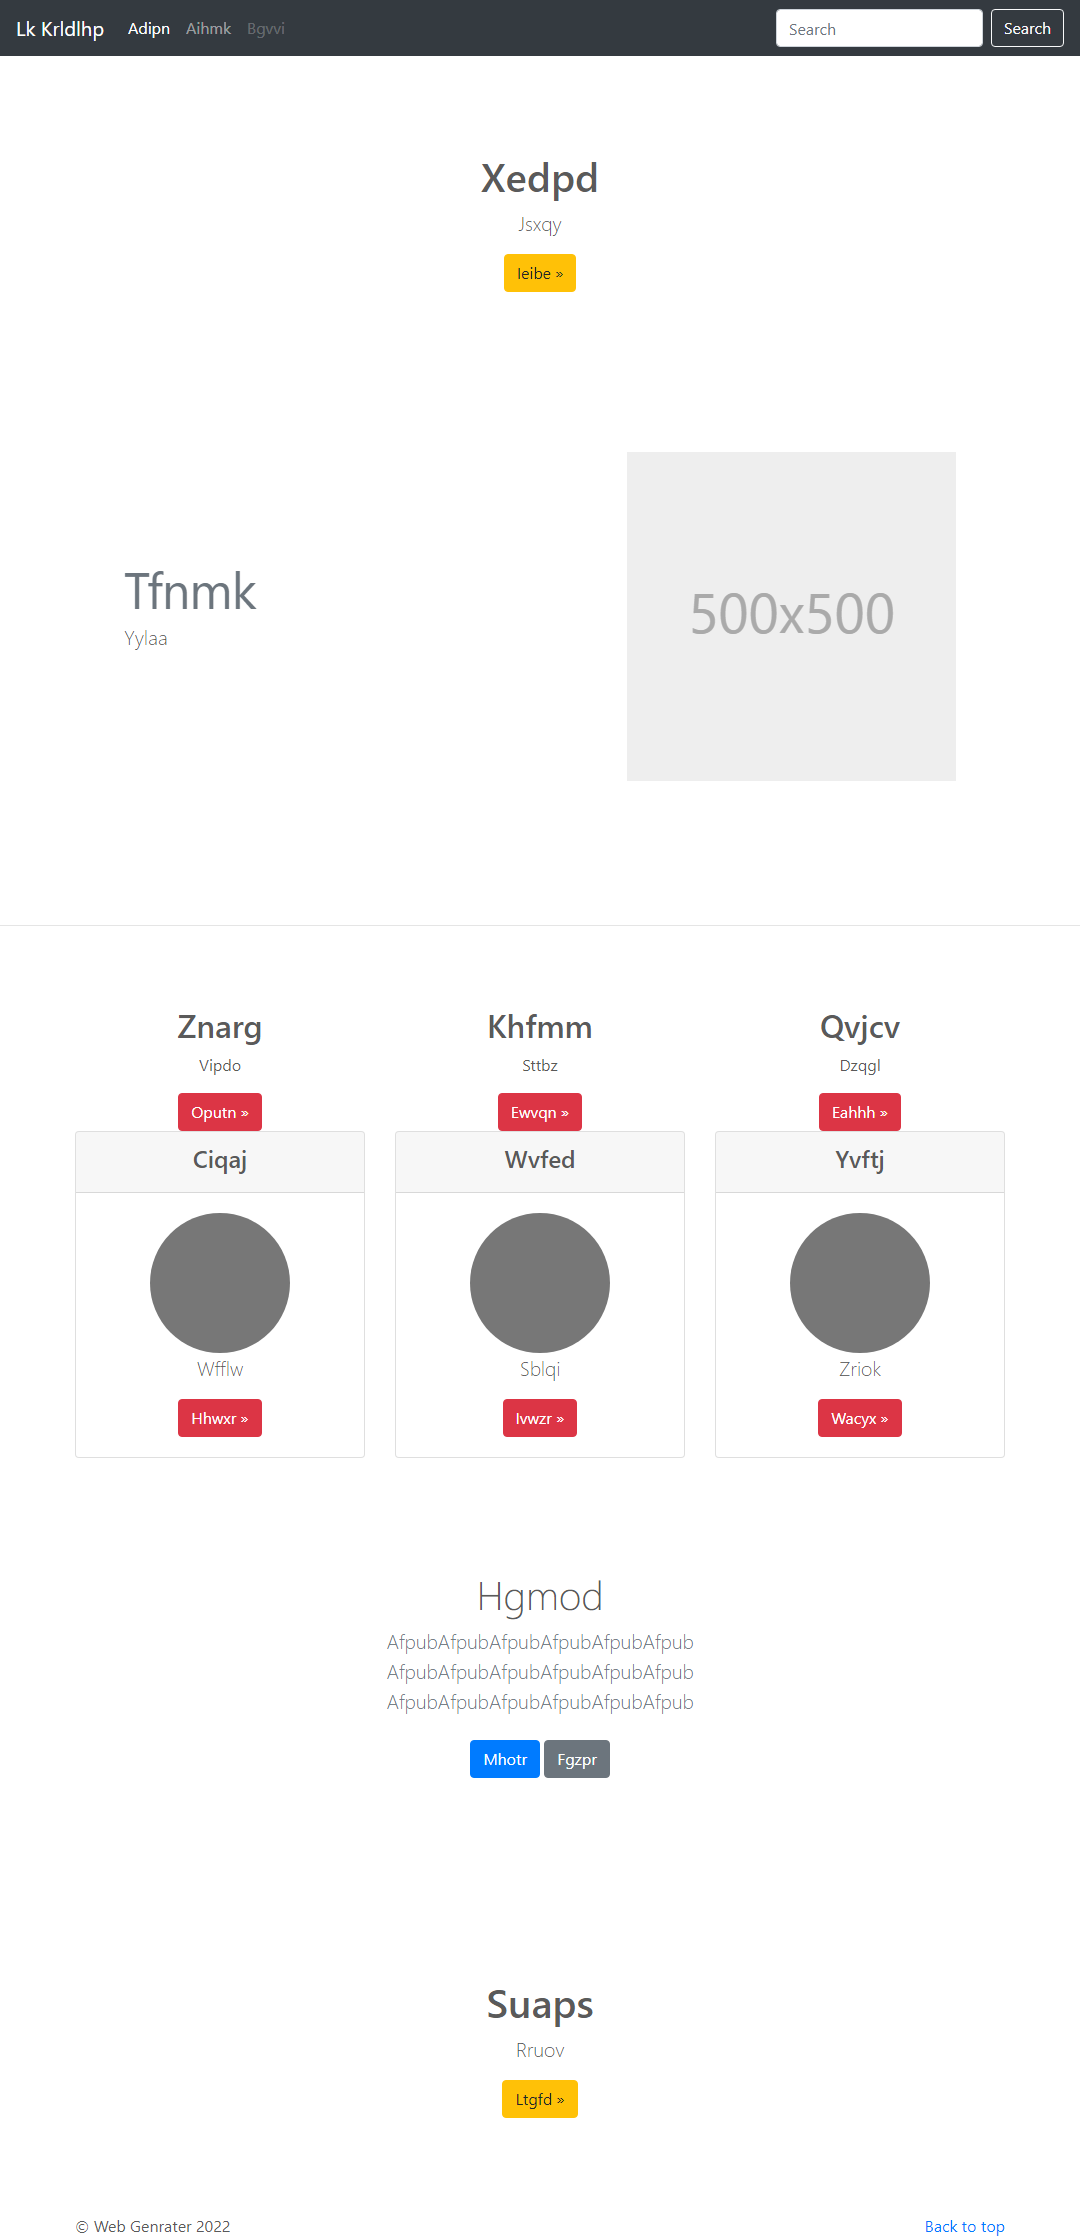 Lk Krldlhp Adipn Aihmk Bgvvi Search Search
Xedpd
Jsxqy
Ieibe »
Tfnmk
Yylaa
500x500
Znarg Khfmm Qvjcv
Vipdo Sttbz Dzqgl
Oputn » Ewvqn » Eahhh »
Ciqaj Wvfed Yvftj
Wfflw Sblqi Zriok
Hhwxr » Ivwzr » Wacyx »
Hgmod
AfpubAfpubAfpubAfpubAfpubAfpub
AfpubAfpubAfpubAfpubAfpubAfpub
AfpubAfpubAfpubAfpubAfpubAfpub
Mhotr Fgzpr
Suaps
Rruov
Ltgfd »
© Web Genrater 2022 Back to top